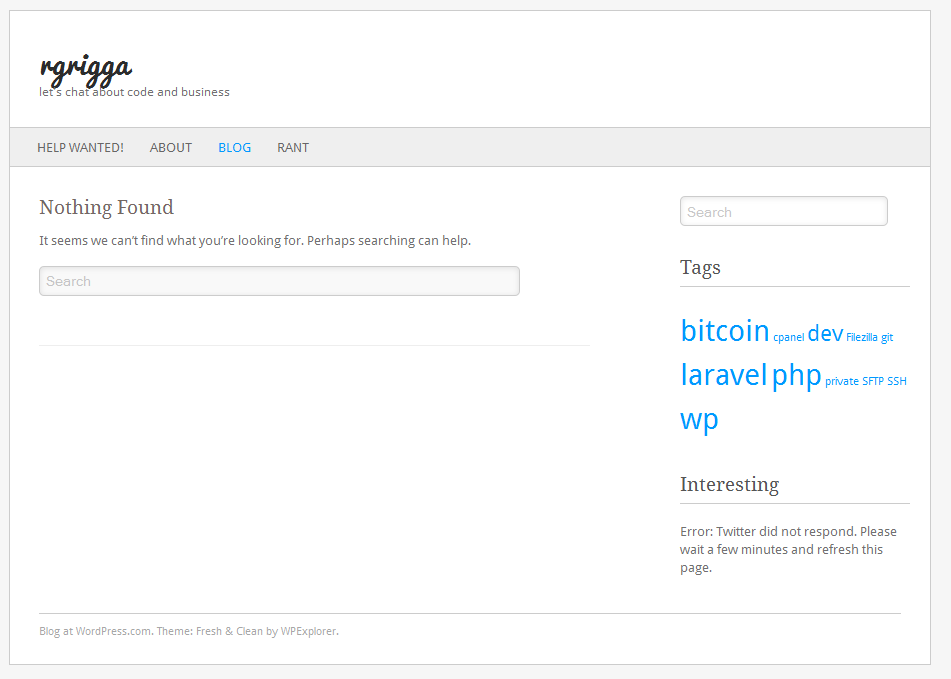 rgrigga
let's chat about code and business
HELP WANTED! ABOUT BLOG RANT
Nothing Found
It seems we can’t find what you’re looking for. Perhaps searching can help.
Search
Search
Tags
bitcoin cpanel dev Filezilla git
laravel php private SFTP SSH
wp
Interesting
Error: Twitter did not respond. Please
wait a few minutes and refresh this
page.
Blog at WordPress.com. Theme: Fresh & Clean by WPExplorer.